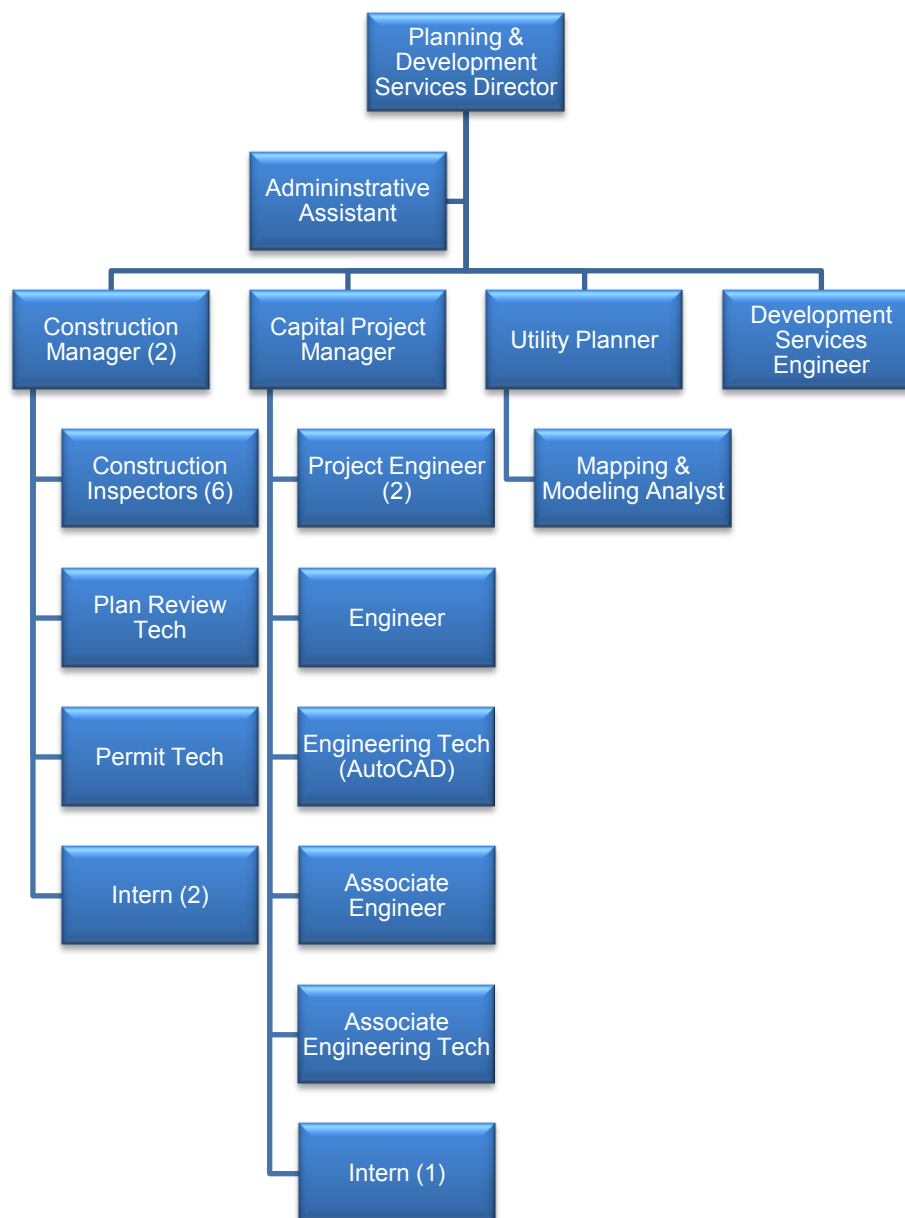 Planning &
Development
Services Director
Admininstrative
Assistant
Construction
Manager (2)
Capital Project
Manager
Utility Planner
Development
Services
Engineer
Construction
Inspectors (6)
Project Engineer
(2)
Mapping &
Modeling Analyst
Plan Review
Tech
Engineer
Permit Tech
Engineering Tech
(AutoCAD)
Intern (2)
Associate
Engineer
Associate
Engineering Tech
Intern (1)